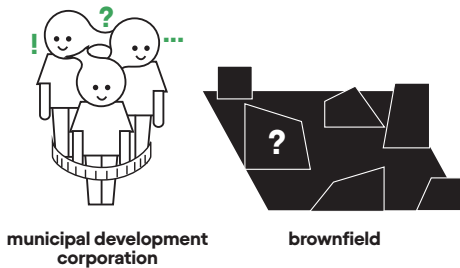 ?
!
...
?
municipal development
corporation
brownfield